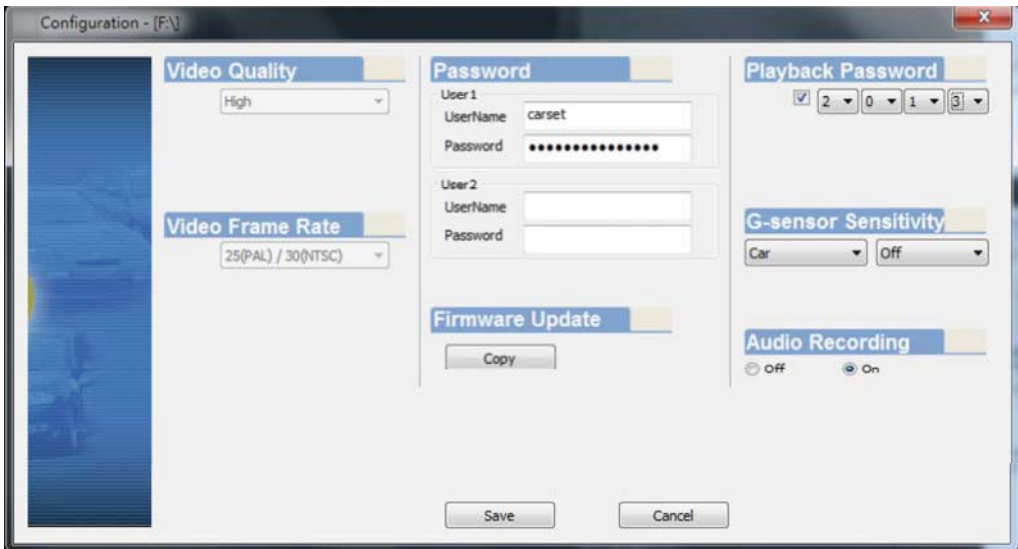 Configuration - [F:\]
Video Quality
High
Video Frame Rate
25(PAL) / 30(NTSC)
Password
User1
UserName carset
Password ●●●●●●●●●●●●●●●
User2
UserName
Password
Firmware Update
Copy
Playback Password
2 0 1 3
G-sensor Sensitivity
Car Off
Audio Recording
Off On
Save Cancel